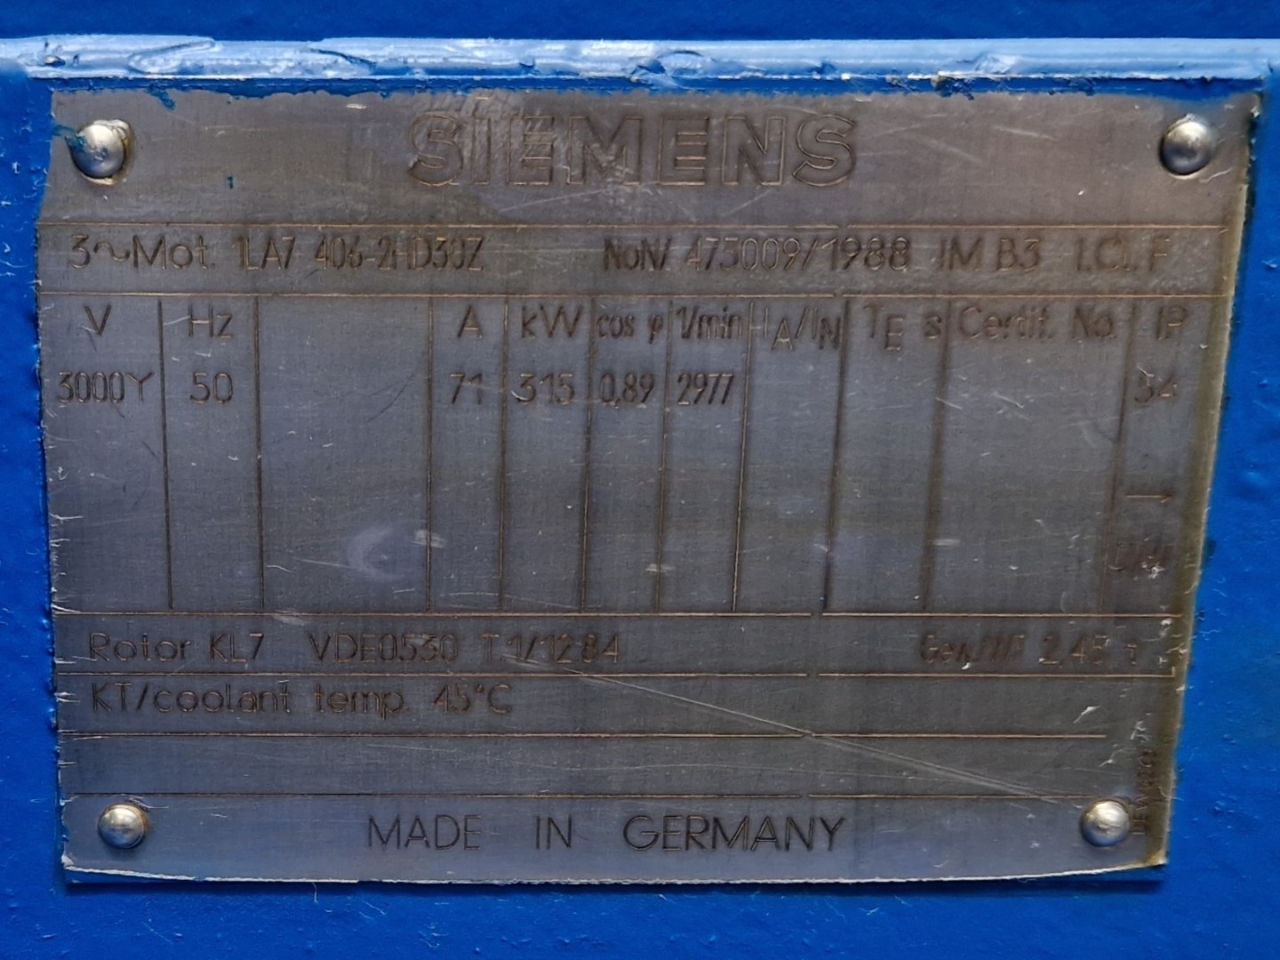 SIEMENS
3~Mot. 1LA7 406-2HD30Z NoN/ 473009/1988 IM B3 I.Cl. F
V Hz A kW cos φ 1/min IA/IN TE s Certif. No. IP
3000Y 50 71 315 0,89 2977 54
Rotor KL7 VDE0530 T.1/12.84 Gew/WT 2,45 T
KT/coolant temp. 45°C
MADE IN GERMANY